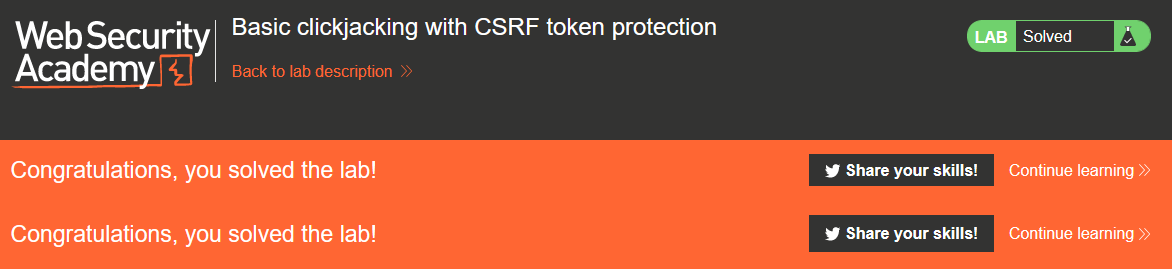 Web Security
Academy
Basic clickjacking with CSRF token protection
Back to lab description
LAB Solved
Congratulations, you solved the lab! Share your skills! Continue learning
Congratulations, you solved the lab! Share your skills! Continue learning